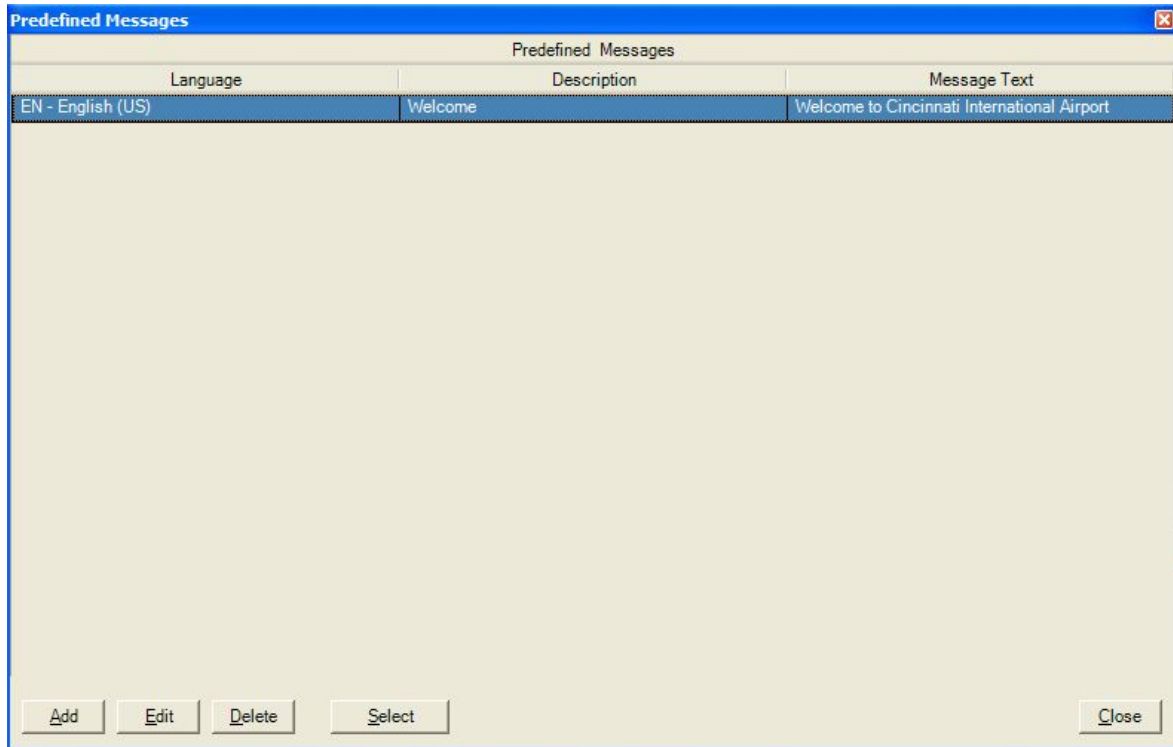 Predefined Messages
Predefined Messages
Language Description Message Text
EN - English (US) Welcome Welcome to Cincinnati International Airport
Add Edit Delete Select Close